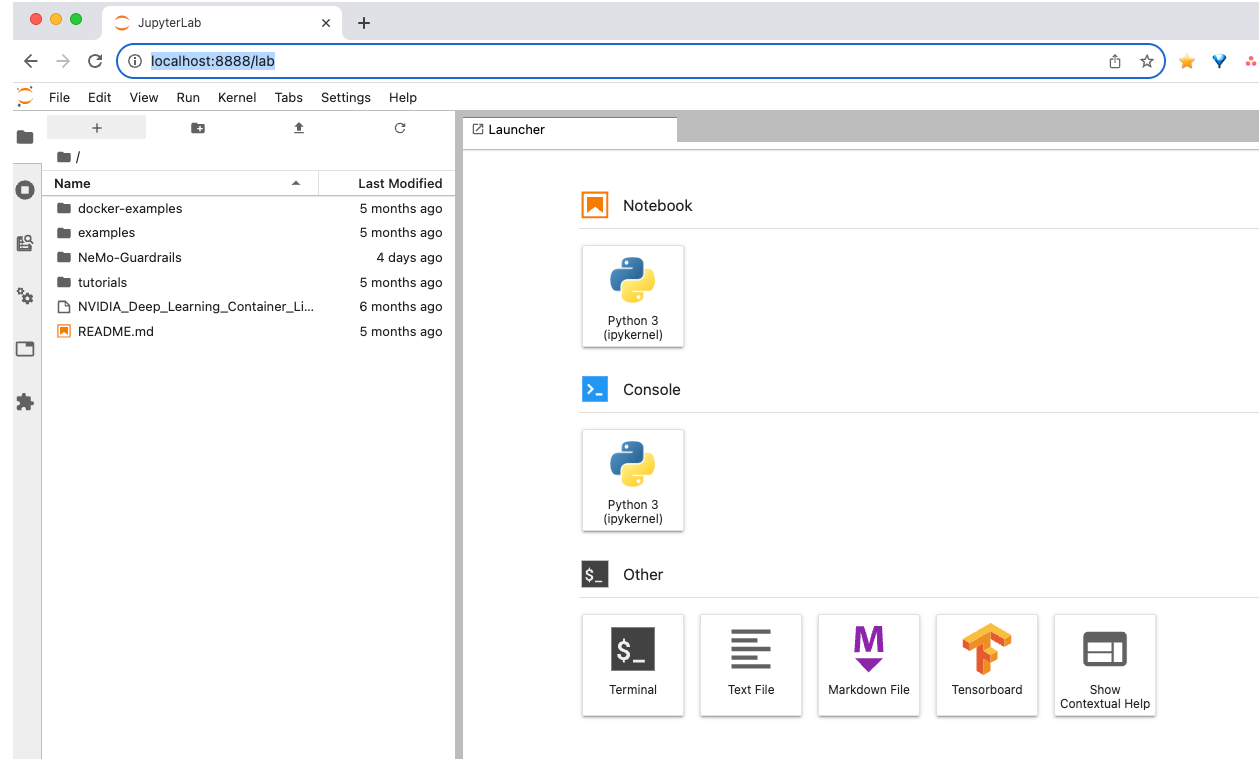 JupyterLab
localhost:8888/lab
File Edit View Run Kernel Tabs Settings Help
Launcher
/
Name Last Modified
docker-examples 5 months ago
examples 5 months ago
NeMo-Guardrails 4 days ago
tutorials 5 months ago
NVIDIA_Deep_Learning_Container_Li... 6 months ago
README.md 5 months ago
Notebook
Python 3
(ipykernel)
Console
Python 3
(ipykernel)
$_ Other
$_
Terminal
Text File
M
Markdown File
Tensorboard
Show
Contextual Help